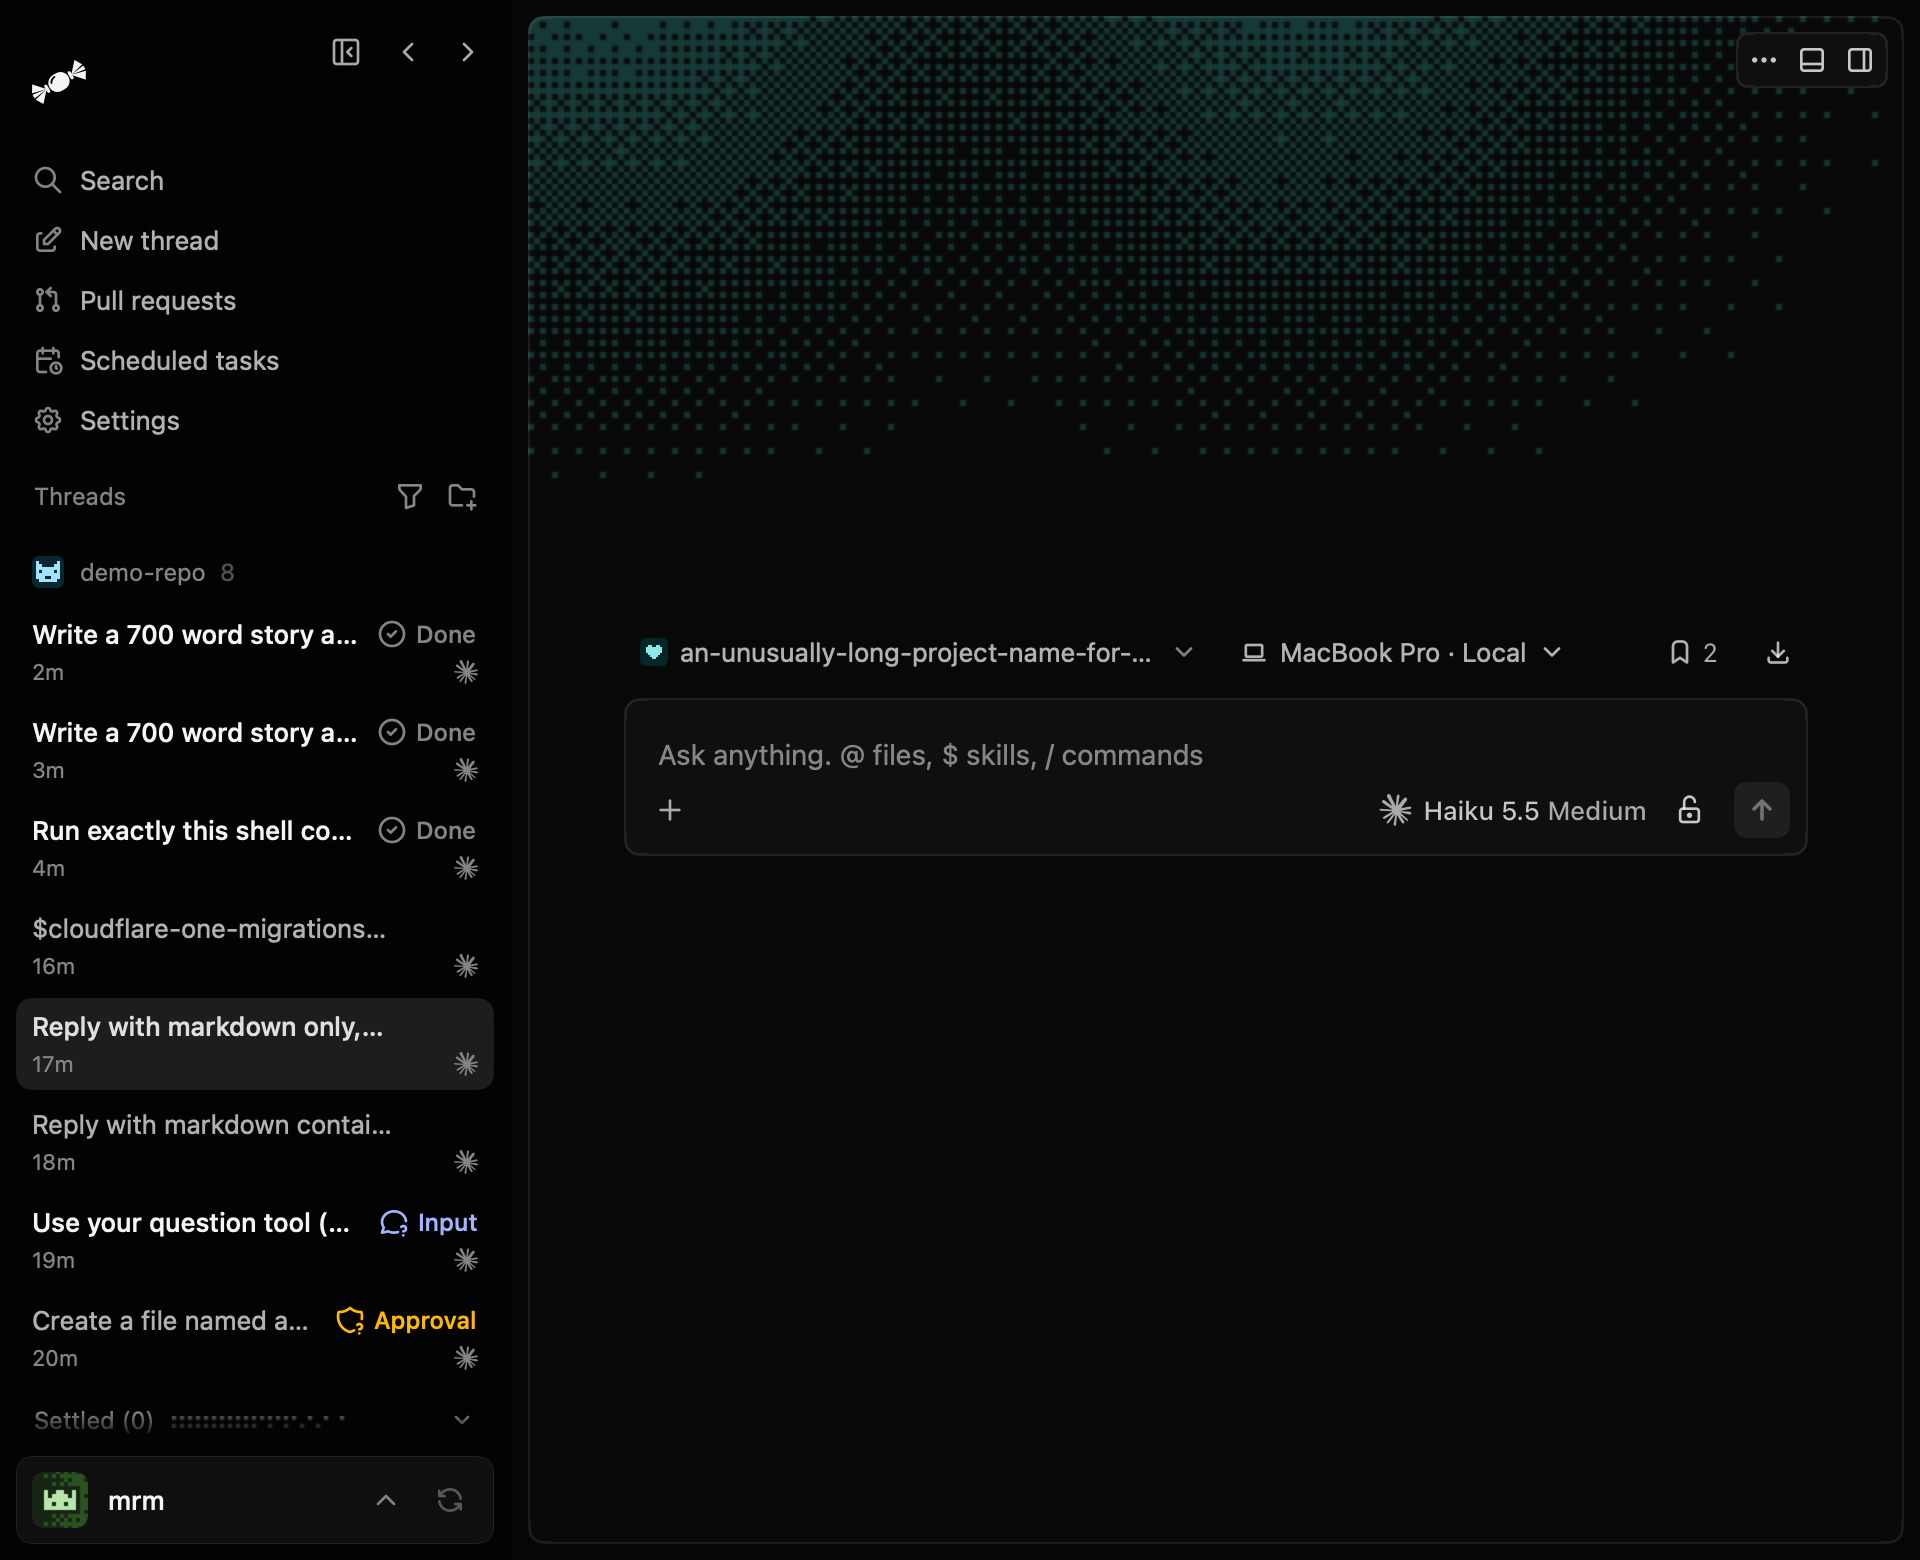 Search
New thread
Pull requests
Scheduled tasks
Settings
Threads
demo-repo 8
Write a 700 word story a... Done
2m
Write a 700 word story a... Done
3m
Run exactly this shell co... Done
4m
$cloudflare-one-migrations...
16m
Reply with markdown only,...
17m
Reply with markdown contai...
18m
Use your question tool (... Input
19m
Create a file named a... Approval
20m
Settled (0)
mrm
an-unusually-long-project-name-for-... MacBook Pro · Local 2
Ask anything. @ files, $ skills, / commands
Haiku 5.5 Medium